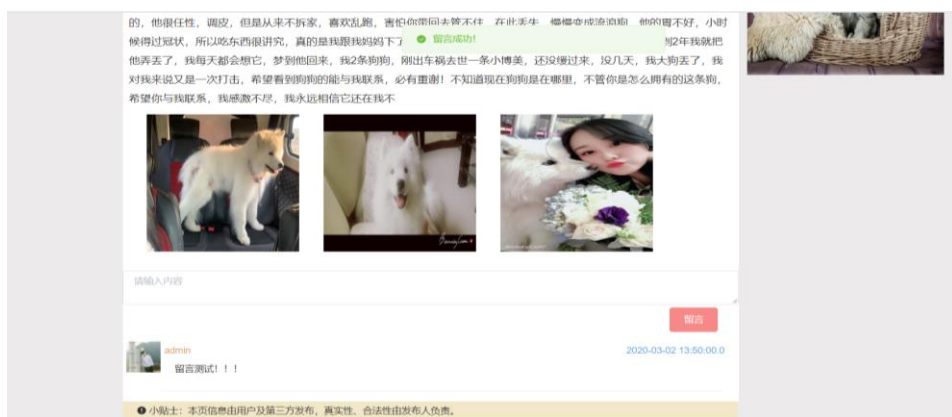 的，他很任性，调皮，但是从来不拆家，喜欢乱跑，害怕你带回去管不住，在此丢失，慢慢变成流浪狗，他的胃不好，小时
候得过冠状，所以吃东西很讲究，真的是我跟我妈妈下了
留言成功！
到2年我就把
他弄丢了，我每天都会想它，梦到他回来，我2条狗狗，刚出车祸去世一条小博美，还没缓过来，没几天，我大狗丢了，我
对我来说又是一次打击，希望看到狗狗的能与我联系，必有重谢！不知道现在狗狗是在哪里，不管你是怎么拥有的这条狗，
希望你与我联系，我感激不尽，我永远相信它还在我不
请输入内容
留言
admin
2020-03-02 13:50:00.0
留言测试！！！
小贴士：本页信息由用户及第三方发布，真实性、合法性由发布人负责。